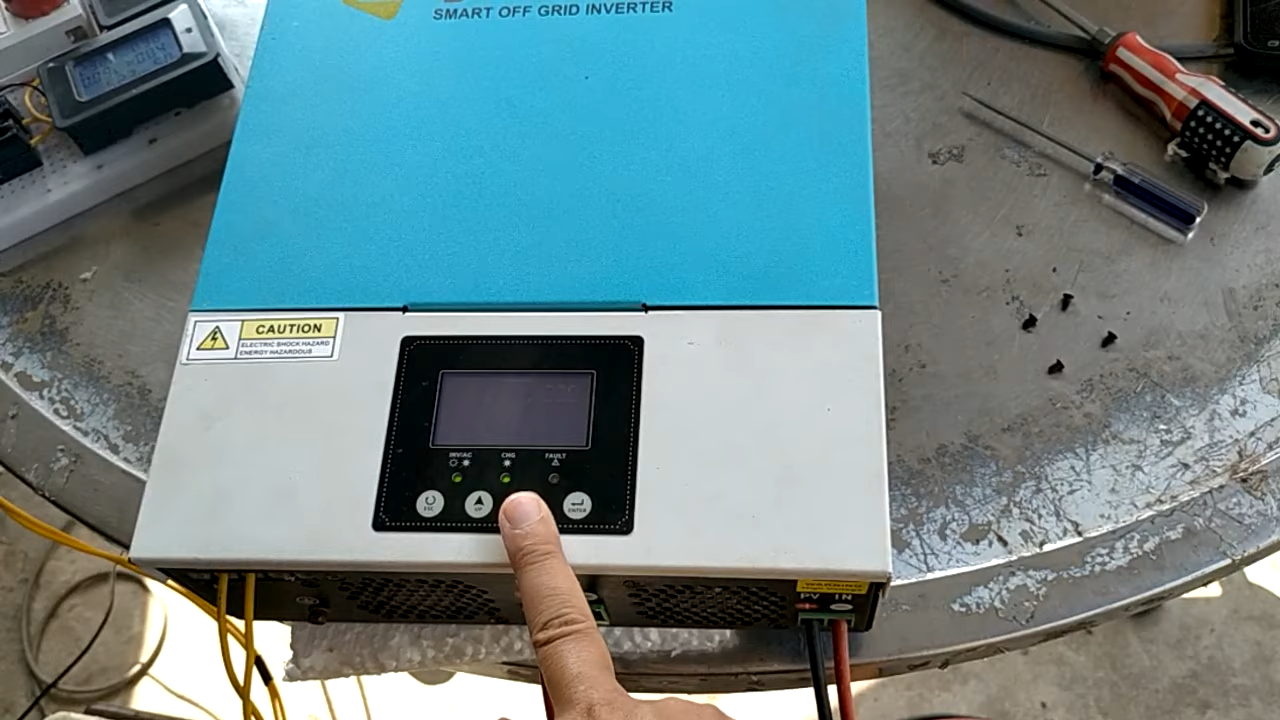 SMART OFF GRID INVERTER
CAUTION
ELECTRIC SHOCK HAZARD
ENERGY HAZARDOUS
INV/AC
CHG
FAULT
ESC
UP
ENTER
WARNING
PV IN